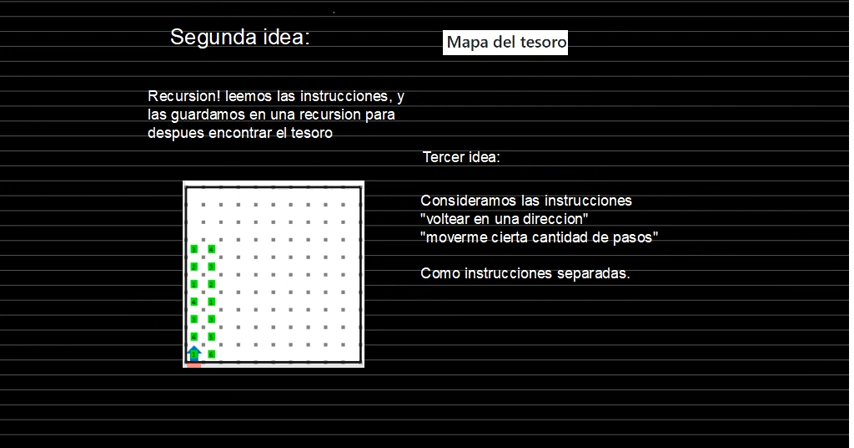 Segunda idea:
Mapa del tesoro
Recursion! leemos las instrucciones, y
las guardamos en una recursion para
despues encontrar el tesoro
Tercer idea:
Consideramos las instrucciones
"voltear en una direccion"
"moverme cierta cantidad de pasos"
Como instrucciones separadas.